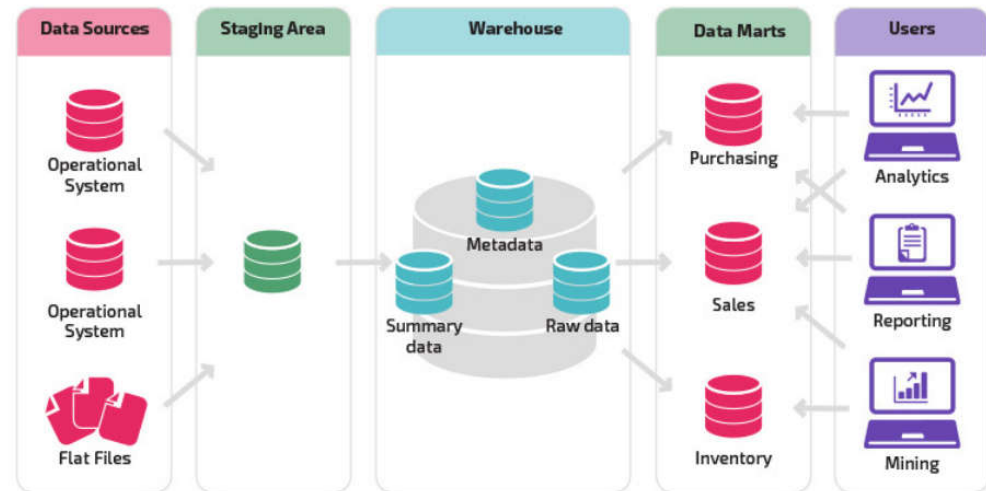 Data Sources
Staging Area
Warehouse
Data Marts
Users
Operational
System
Operational
System
Flat Files
Metadata
Summary
data
Raw data
Purchasing
Sales
Inventory
Analytics
Reporting
Mining